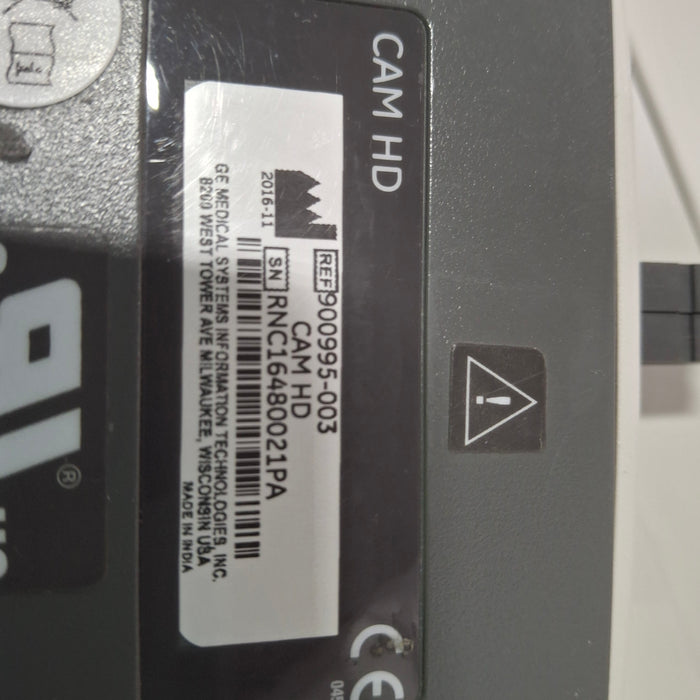 CAM HD
REF 900995-003
CAM HD
2016-11
SN RNC16480021PA
GE MEDICAL SYSTEMS INFORMATION TECHNOLOGIES, INC.
8200 WEST TOWER AVE MILWAUKEE, WISCONSIN USA
MADE IN INDIA
CE
!
®